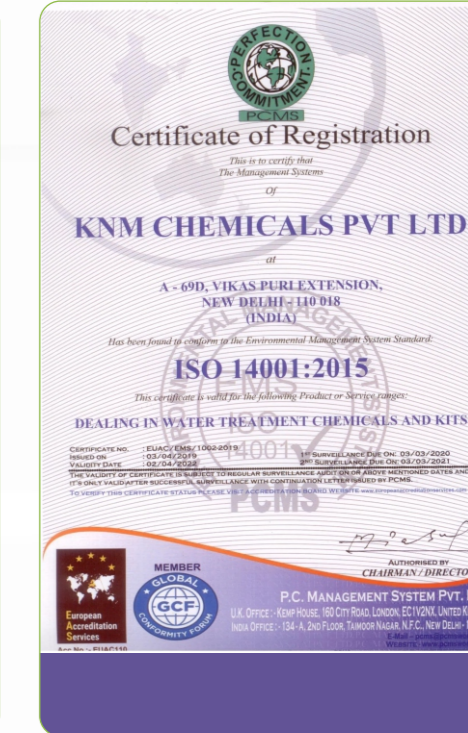 PERFECTION
COMMITMENT
PCMS
Certificate of Registration
This is to certify that
The Management Systems
Of
KNM CHEMICALS PVT LTD
at
A - 69D, VIKAS PURI EXTENSION,
NEW DELHI - 110 018
(INDIA)
Has been found to conform to the Environmental Management System Standard:
ISO 14001:2015
This certificate is valid for the following Product or Service ranges:
DEALING IN WATER TREATMENT CHEMICALS AND KITS
CERTIFICATE NO. : EUAC/EMS/1002-2019
ISSUED ON : 03/04/2019 1ST SURVEILLANCE DUE ON: 03/03/2020
VALIDITY DATE : 02/04/2022 2ND SURVEILLANCE DUE ON: 03/03/2021
THE VALIDITY OF CERTIFICATE IS SUBJECT TO REGULAR SURVEILLANCE AUDIT ON OR ABOVE MENTIONED DATES AND
IT'S ONLY VALID AFTER SUCCESSFUL SURVEILLANCE WITH CONTINUATION LETTER ISSUED BY PCMS.
TO VERIFY THIS CERTIFICATE STATUS PLEASE VISIT ACCREDITATION BOARD WEBSITE
EMS
ISO
14001
PCMS
AUTHORISED BY
CHAIRMAN / DIRECTO
European
Accreditation
Services
Acc No :- EUAC110
MEMBER
GLOBAL
GCF
CONFORMITY FORUM
P.C. MANAGEMENT SYSTEM PVT.
U.K. OFFICE :- KEMP HOUSE, 160 CITY ROAD, LONDON, EC1V2NX, UNITED K
INDIA OFFICE :- 134 - A, 2ND FLOOR, TAIMOOR NAGAR, N.F.C., NEW DELHI -